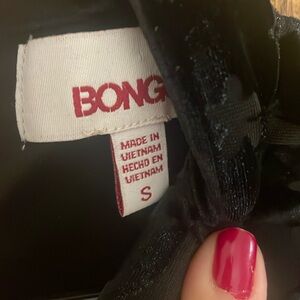 BONG
MADE IN
VIETNAM
HECHO EN
VIETNAM
S